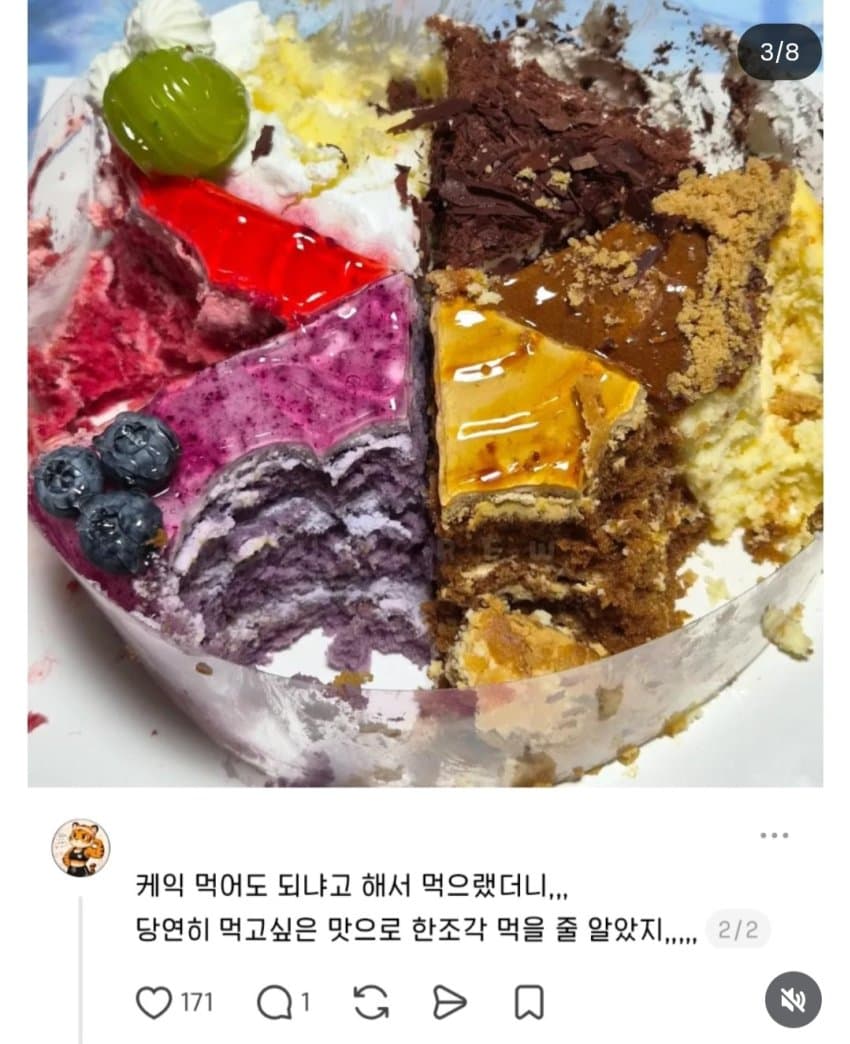 3/8
케익 먹어도 되냐고 해서 먹으랬더니,,,
당연히 먹고싶은 맛으로 한조각 먹을 줄 알았지,,,,, 2/2
171 1